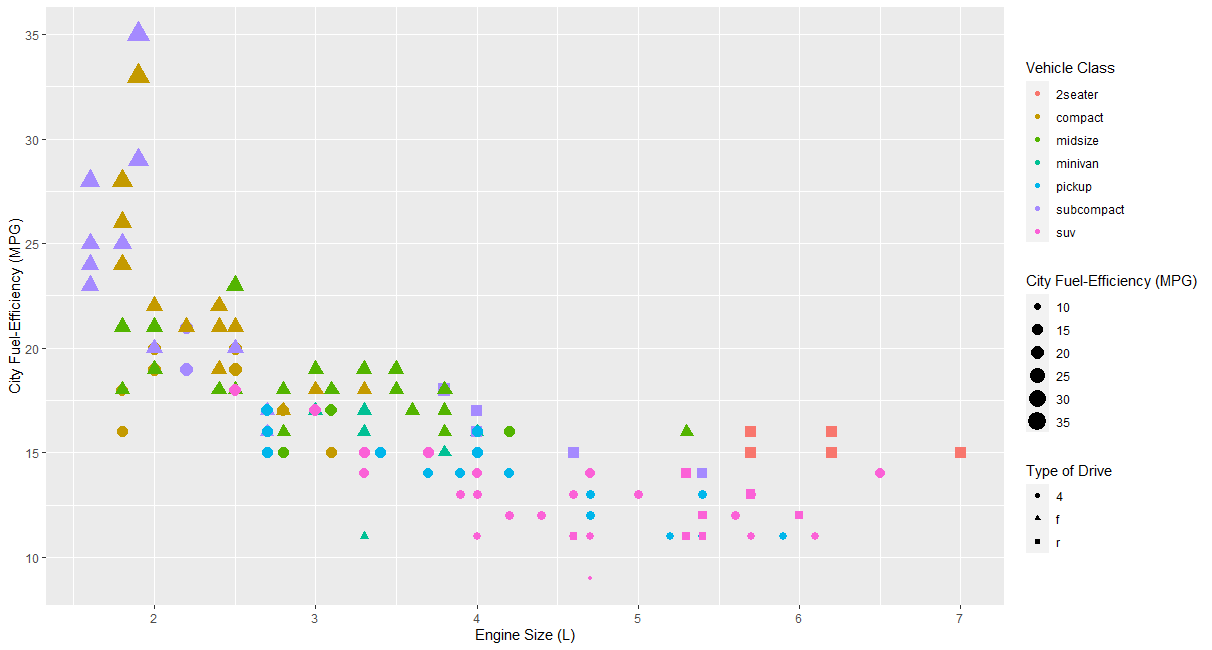 35
30
25
20
15
10
City Fuel-Efficiency (MPG)
2
3
4
5
6
7
Engine Size (L)
Vehicle Class
2seater
compact
midsize
minivan
pickup
subcompact
suv
City Fuel-Efficiency (MPG)
10
15
20
25
30
35
Type of Drive
4
f
r